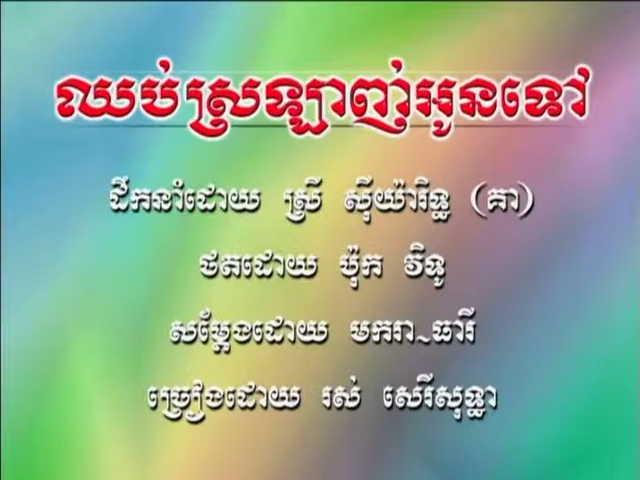 ឈប់ស្រឡាញ់អូនទៅ
ដឹកនាំដោយ ស្រី ស៊ីយ៉ារិទ្ធ (គា)
ថតដោយ ប៉ុក វិទូ
សម្ដែងដោយ មករា~ធារី
ច្រៀងដោយ រស់ សេរីសុទ្ធា